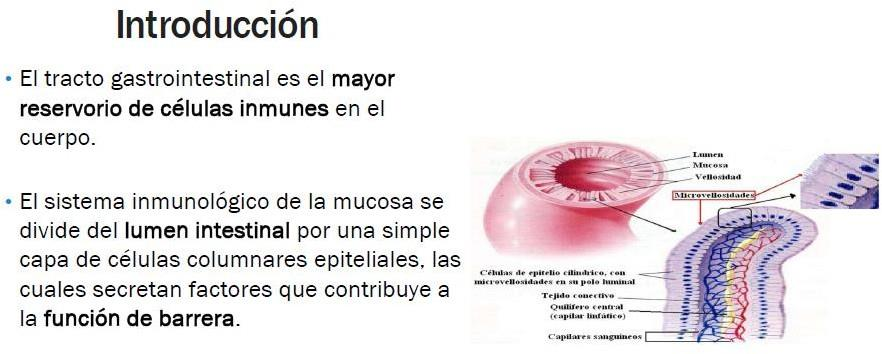 Introducción
• El tracto gastrointestinal es el mayor
reservorio de células inmunes en el
cuerpo.
• El sistema inmunológico de la mucosa se
divide del lumen intestinal por una simple
capa de células columnares epiteliales, las
cuales secretan factores que contribuye a
la función de barrera.
Lumen
Mucosa
Vellosidad
Microvellosidades
Células de epitelio cilíndrico, con
microvellosidades en su polo luminal
Tejido conectivo
Quilífero central
(capilar linfático)
Capilares sanguíneos